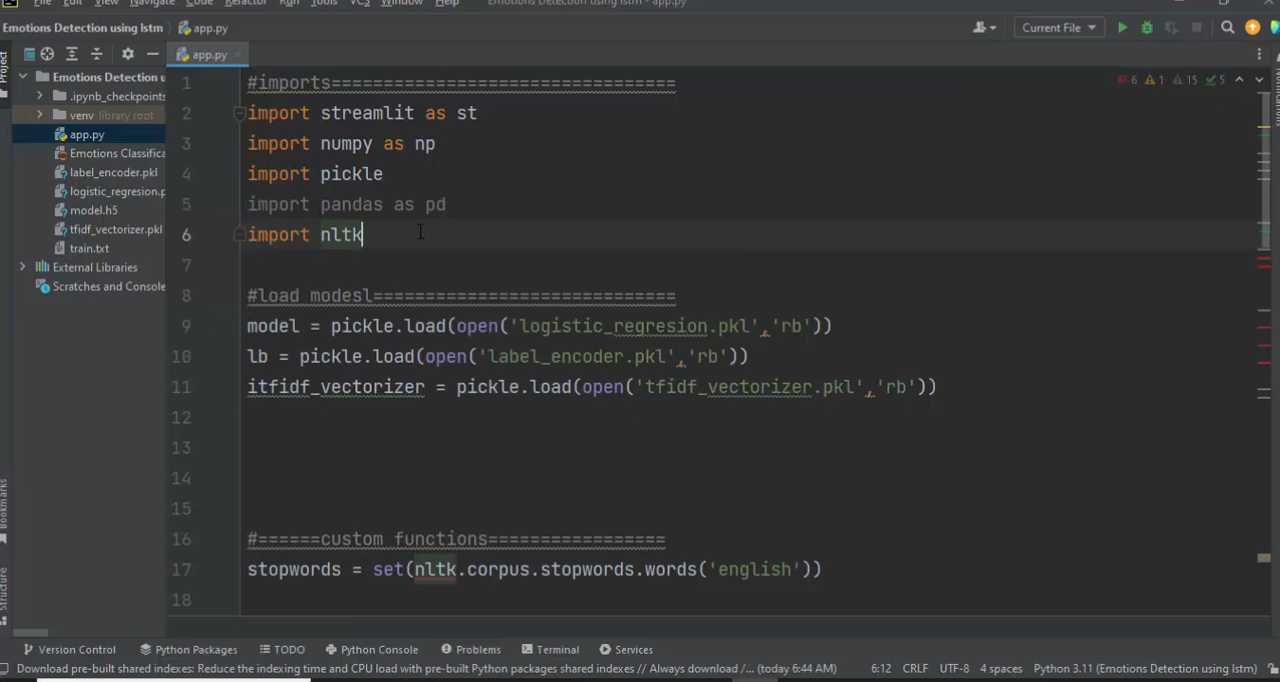 File Edit View Navigate Code Refactor Run Tools VCS Window Help Emotions Detection using lstm - app.py
Emotions Detection using lstm app.py Current File
app.py
Project
Emotions Detection u
.ipynb_checkpoints
venv library root
app.py
Emotions Classifica
label_encoder.pkl
logistic_regresion.p
model.h5
tfidf_vectorizer.pkl
train.txt
External Libraries
Scratches and Console
6 1 15 5
1 #imports=================================
2 import streamlit as st
3 import numpy as np
4 import pickle
5 import pandas as pd
6 import nltk
7
8 #load modesl=============================
9 model = pickle.load(open('logistic_regresion.pkl','rb'))
10 lb = pickle.load(open('label_encoder.pkl','rb'))
11 itfidf_vectorizer = pickle.load(open('tfidf_vectorizer.pkl','rb'))
12
13
14
15
16 #======custom functions=================
17 stopwords = set(nltk.corpus.stopwords.words('english'))
18
Bookmarks
Structure
Version Control Python Packages TODO Python Console Problems Terminal Services
Download pre-built shared indexes: Reduce the indexing time and CPU load with pre-built Python packages shared indexes // Always download /... (today 6:44 AM) 6:12 CRLF UTF-8 4 spaces Python 3.11 (Emotions Detection using lstm)